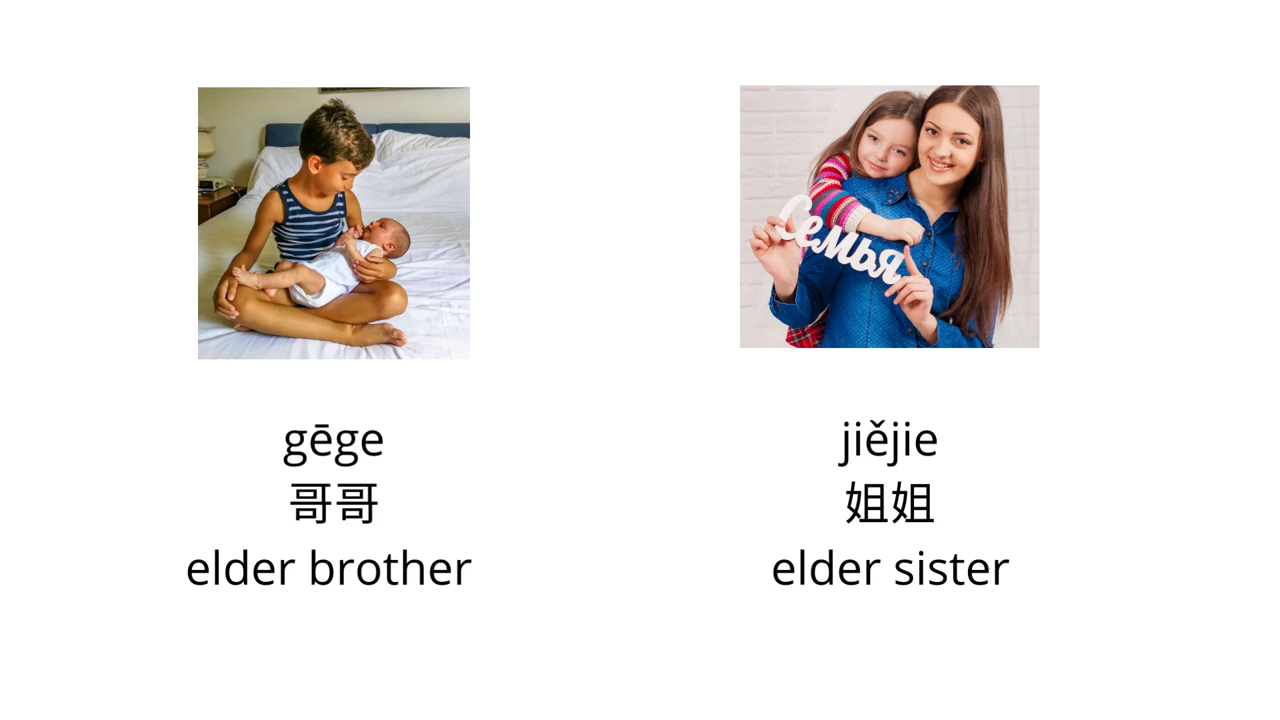 Семья
gēge
哥哥
elder brother
jiějie
姐姐
elder sister